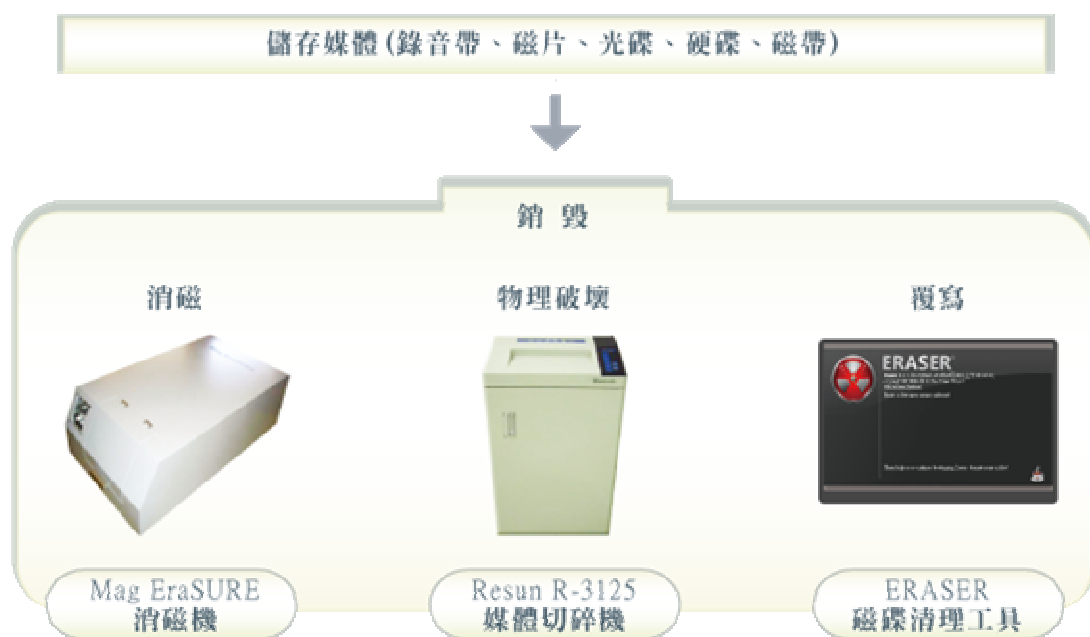 儲存媒體(錄音帶、磁片、光碟、硬碟、磁帶)
銷 毀
消磁
物理破壞
覆寫
ERASER
Mag EraSURE
消磁機
Resun R-3125
媒體切碎機
ERASER
磁碟清理工具